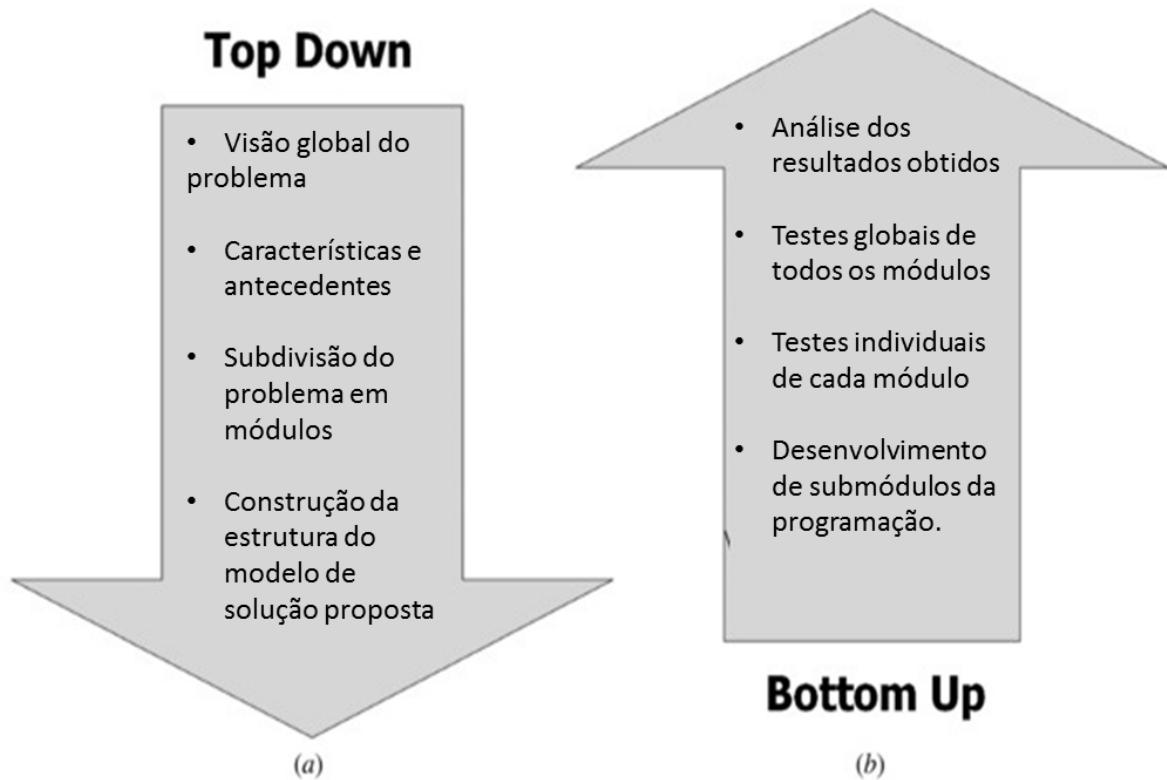 Top Down
• Visão global do
problema
• Características e
antecedentes
• Subdivisão do
problema em
módulos
• Construção da
estrutura do
modelo de
solução proposta
(a)
• Análise dos
resultados obtidos
• Testes globais de
todos os módulos
• Testes individuais
de cada módulo
• Desenvolvimento
de submódulos da
programação.
Bottom Up
(b)